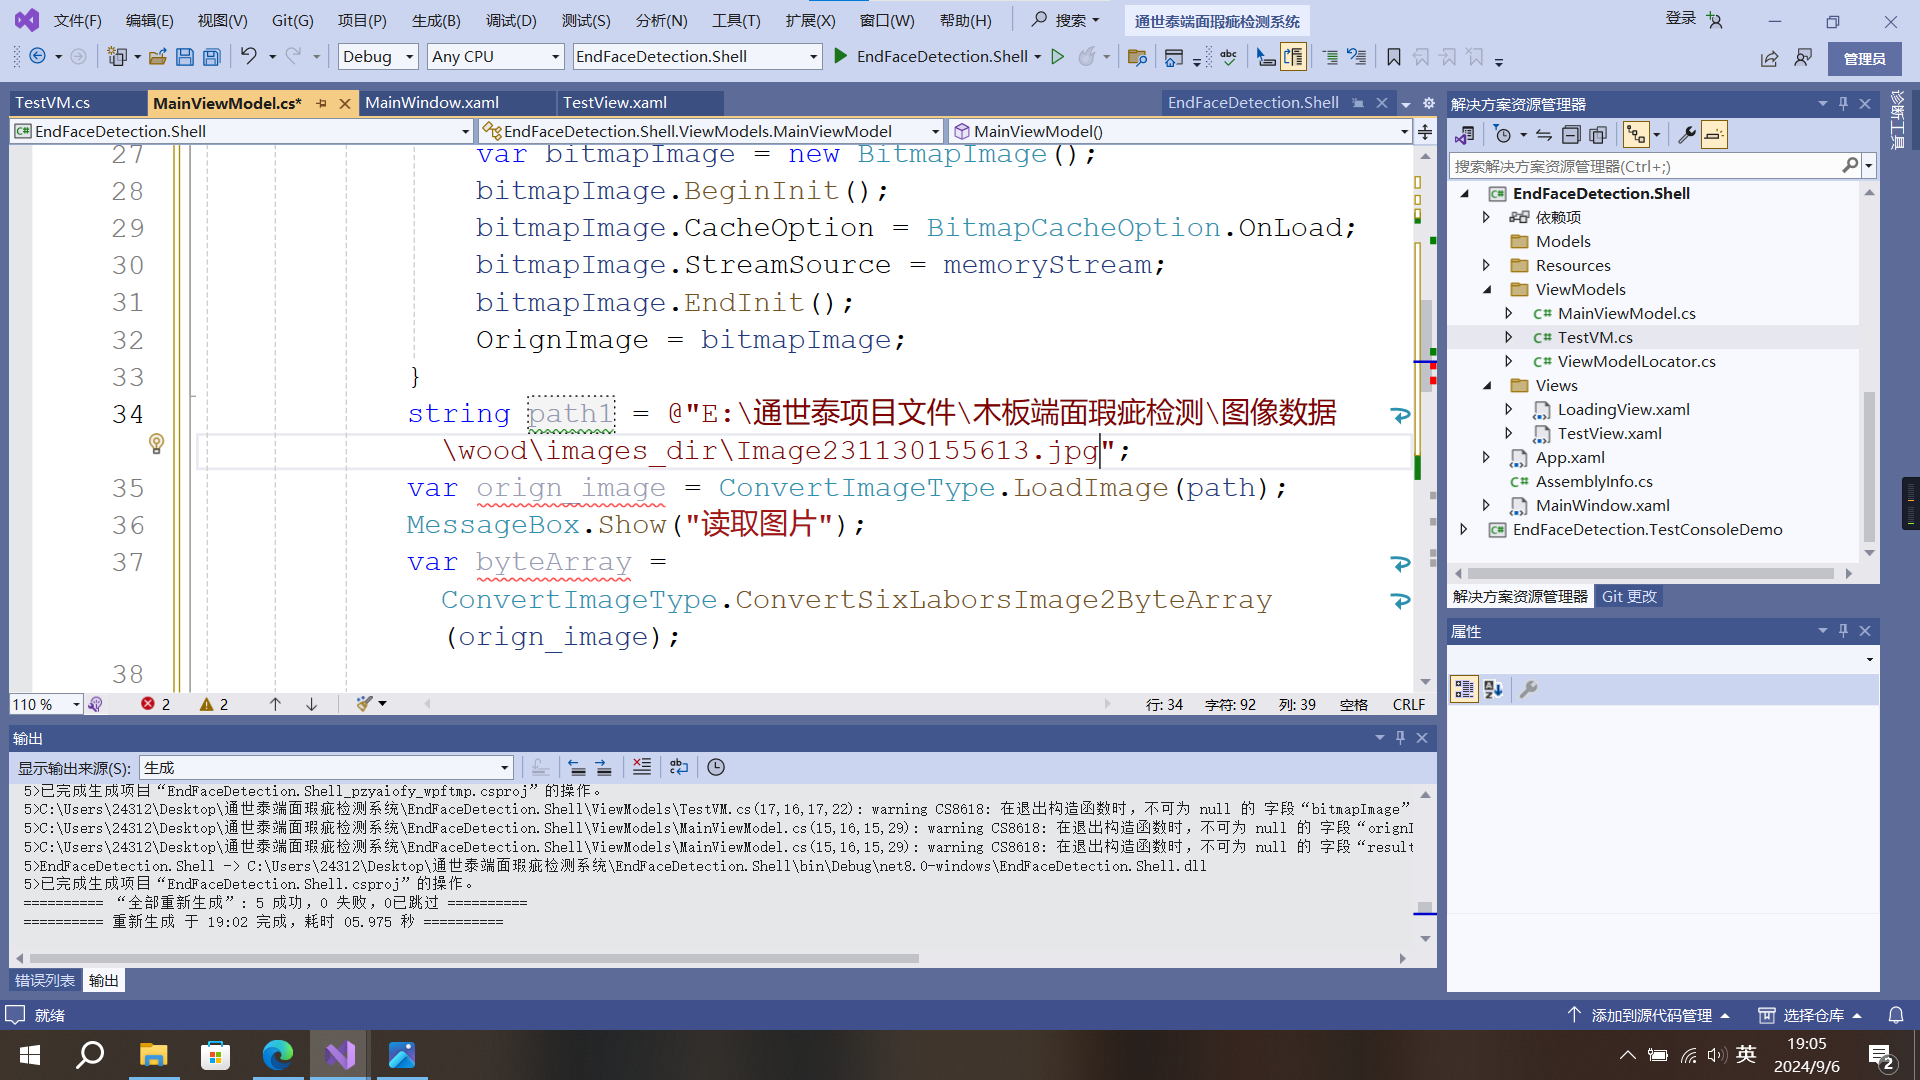 文件(F) 编辑(E) 视图(V) Git(G) 项目(P) 生成(B) 调试(D) 测试(S) 分析(N) 工具(T) 扩展(X) 窗口(W) 帮助(H) 搜索 通世泰端面瑕疵检测系统 登录
Debug Any CPU EndFaceDetection.Shell EndFaceDetection.Shell 管理员
TestVM.cs MainViewModel.cs* MainWindow.xaml TestView.xaml EndFaceDetection.Shell
EndFaceDetection.Shell EndFaceDetection.Shell.ViewModels.MainViewModel MainViewModel()
27 var bitmapImage = new BitmapImage();
28 bitmapImage.BeginInit();
29 bitmapImage.CacheOption = BitmapCacheOption.OnLoad;
30 bitmapImage.StreamSource = memoryStream;
31 bitmapImage.EndInit();
32 OrignImage = bitmapImage;
33 }
34 string path1 = @"E:\通世泰项目文件\木板端面瑕疵检测\图像数据
\wood\images_dir\Image231130155613.jpg";
35 var orign_image = ConvertImageType.LoadImage(path);
36 MessageBox.Show("读取图片");
37 var byteArray =
ConvertImageType.ConvertSixLaborsImage2ByteArray
(orign_image);
38
110 % 2 2 行: 34 字符: 92 列: 39 空格 CRLF
输出
显示输出来源(S): 生成
5>已完成生成项目“EndFaceDetection.Shell_pzyaiofy_wpftmp.csproj”的操作。
5>C:\Users\24312\Desktop\通世泰端面瑕疵检测系统\EndFaceDetection.Shell\ViewModels\TestVM.cs(17,16,17,22): warning CS8618: 在退出构造函数时，不可为 null 的 字段“bitmapImage”
5>C:\Users\24312\Desktop\通世泰端面瑕疵检测系统\EndFaceDetection.Shell\ViewModels\MainViewModel.cs(15,16,15,29): warning CS8618: 在退出构造函数时，不可为 null 的 字段“orignI
5>C:\Users\24312\Desktop\通世泰端面瑕疵检测系统\EndFaceDetection.Shell\ViewModels\MainViewModel.cs(15,16,15,29): warning CS8618: 在退出构造函数时，不可为 null 的 字段“result
5>EndFaceDetection.Shell -> C:\Users\24312\Desktop\通世泰端面瑕疵检测系统\EndFaceDetection.Shell\bin\Debug\net8.0-windows\EndFaceDetection.Shell.dll
5>已完成生成项目“EndFaceDetection.Shell.csproj”的操作。
========== “全部重新生成”: 5 成功，0 失败，0已跳过 ==========
========== 重新生成 于 19:02 完成，耗时 05.975 秒 ==========
错误列表 输出
解决方案资源管理器
搜索解决方案资源管理器(Ctrl+;)
EndFaceDetection.Shell
依赖项
Models
Resources
ViewModels
C# MainViewModel.cs
C# TestVM.cs
C# ViewModelLocator.cs
Views
LoadingView.xaml
TestView.xaml
App.xaml
C# AssemblyInfo.cs
MainWindow.xaml
EndFaceDetection.TestConsoleDemo
解决方案资源管理器 Git 更改
属性
诊断工具
就绪 添加到源代码管理 选择仓库
英 19:05
2024/9/6 2